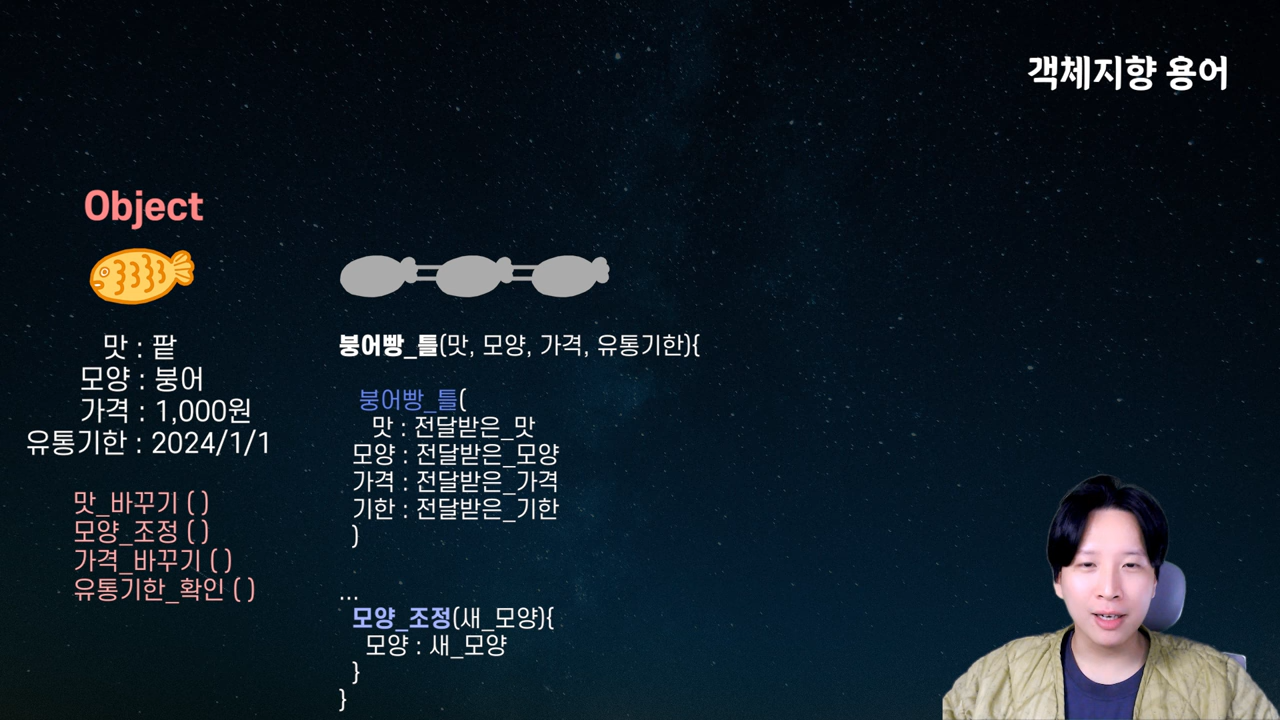 객체지향 용어
Object
맛 : 팥
모양 : 붕어
가격 : 1,000원
유통기한 : 2024/1/1
맛_바꾸기 ( )
모양_조정 ( )
가격_바꾸기 ( )
유통기한_확인 ( )
붕어빵_틀(맛, 모양, 가격, 유통기한){
붕어빵_틀(
맛 : 전달받은_맛
모양 : 전달받은_모양
가격 : 전달받은_가격
기한 : 전달받은_기한
)
...
모양_조정(새_모양){
모양 : 새_모양
}
}